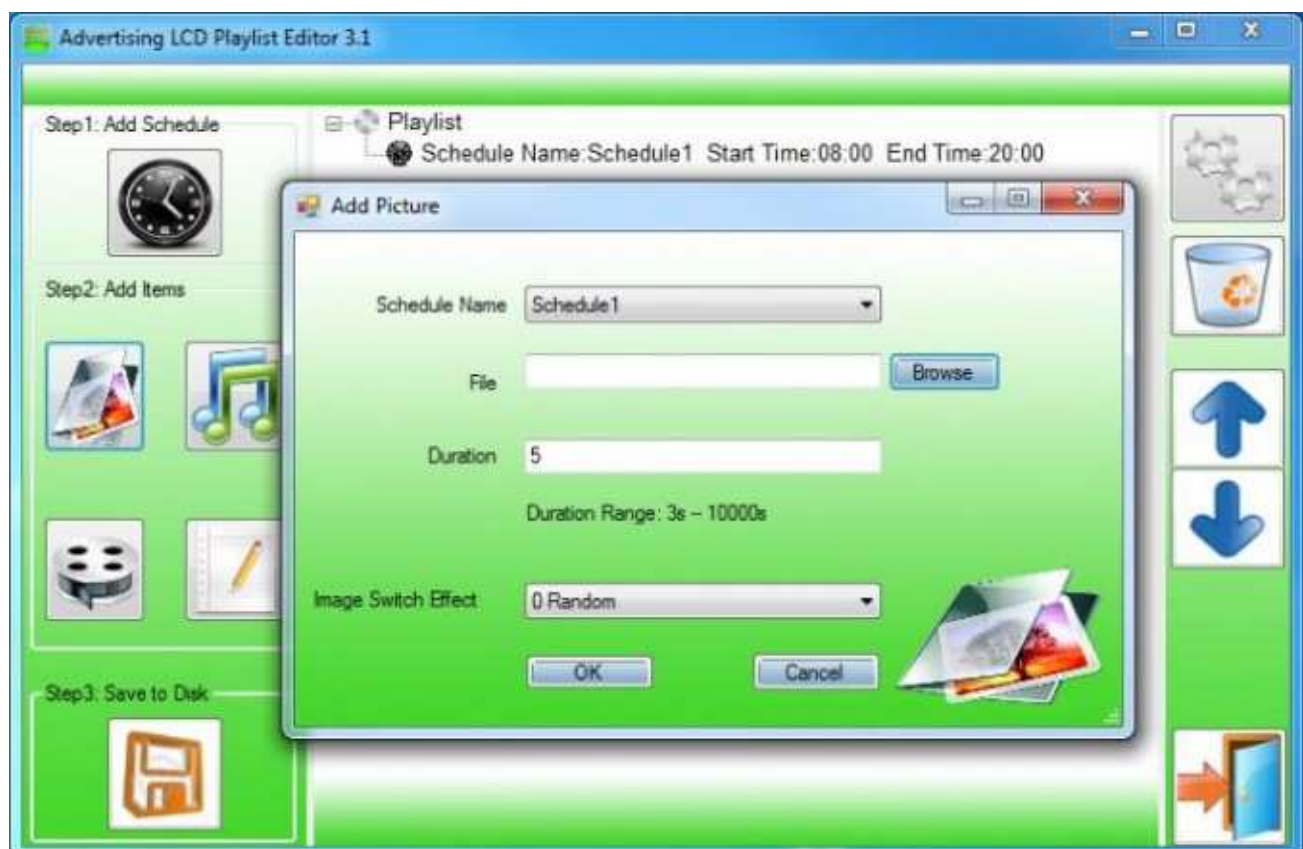 Advertising LCD Playlist Editor 3.1
Step1: Add Schedule
Playlist
Schedule Name:Schedule1 Start Time:08:00 End Time:20:00
Add Picture
Step2: Add Items
Schedule Name Schedule1
File Browse
Duration 5
Duration Range: 3s – 10000s
Image Switch Effect 0 Random
OK Cancel
Step3: Save to Disk